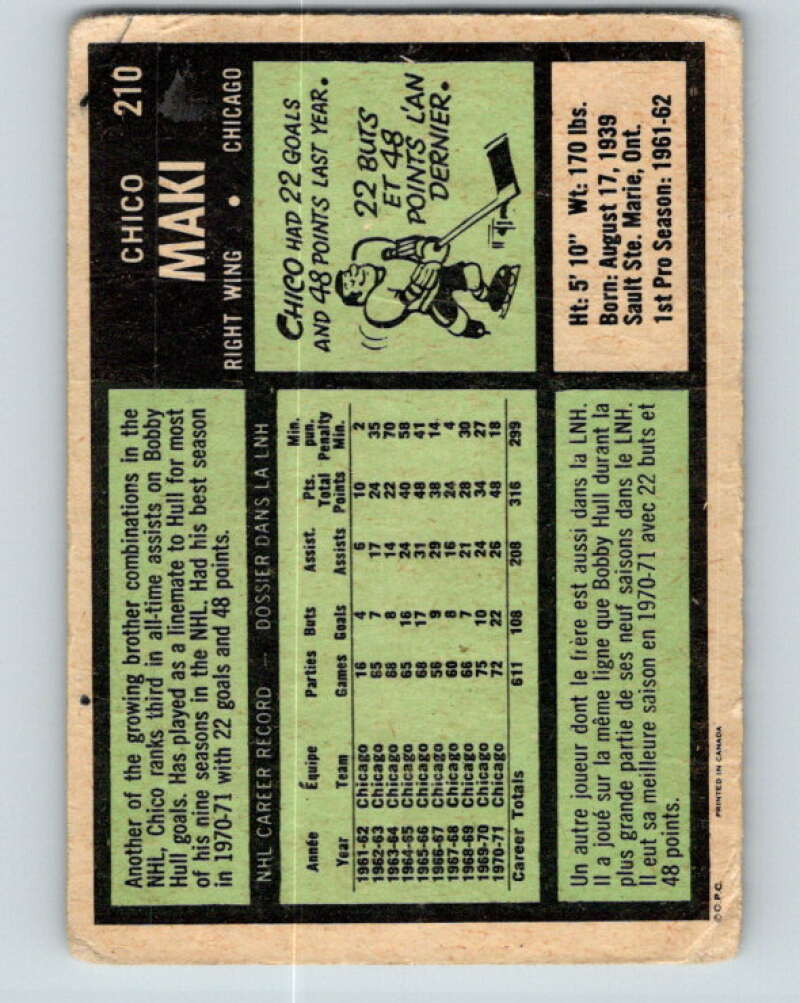 CHICO 210
MAKI
RIGHT WING • CHICAGO
Another of the growing brother combinations in the
NHL, Chico ranks third in all-time assists on Bobby
Hull goals. Has played as a linemate to Hull for most
of his nine seasons in the NHL. Had his best season
in 1970-71 with 22 goals and 48 points.
CHICO HAD 22 GOALS
AND 48 POINTS LAST YEAR.
22 BUTS
ET 48
POINTS L'AN
DERNIER.
NHL CAREER RECORD — DOSSIER DANS LA LNH
Année Équipe Parties Buts Assist. Pts. Min. pun.
Year Team Games Goals Assists Total Points Penalty Min.
1961-62 Chicago 16 4 6 10 2
1962-63 Chicago 65 7 17 24 35
1963-64 Chicago 68 8 14 22 70
1964-65 Chicago 65 16 24 40 58
1965-66 Chicago 68 17 31 48 41
1966-67 Chicago 56 9 29 38 14
1967-68 Chicago 60 8 16 24 4
1968-69 Chicago 66 7 21 28 30
1969-70 Chicago 75 10 24 34 27
1970-71 Chicago 72 22 26 48 18
Career Totals 611 108 208 316 299
Ht: 5' 10" Wt: 170 lbs.
Born: August 17, 1939
Sault Ste. Marie, Ont.
1st Pro Season: 1961-62
Un autre joueur dont le frère est aussi dans la LNH.
Il a joué sur la même ligne que Bobby Hull durant la
plus grande partie de ses neuf saisons dans le LNH.
Il eut sa meilleure saison en 1970-71 avec 22 buts et
48 points.
© O.P.C. PRINTED IN CANADA